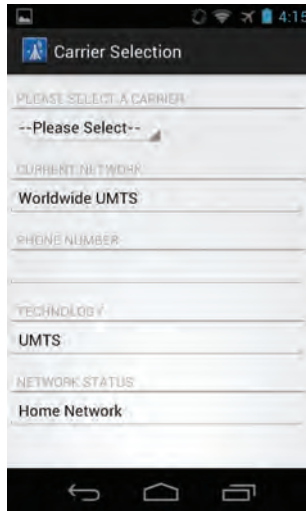 4:15
Carrier Selection
PLEASE SELECT A CARRIER
--Please Select--
CURRENT NETWORK
Worldwide UMTS
PHONE NUMBER
TECHNOLOGY
UMTS
NETWORK STATUS
Home Network